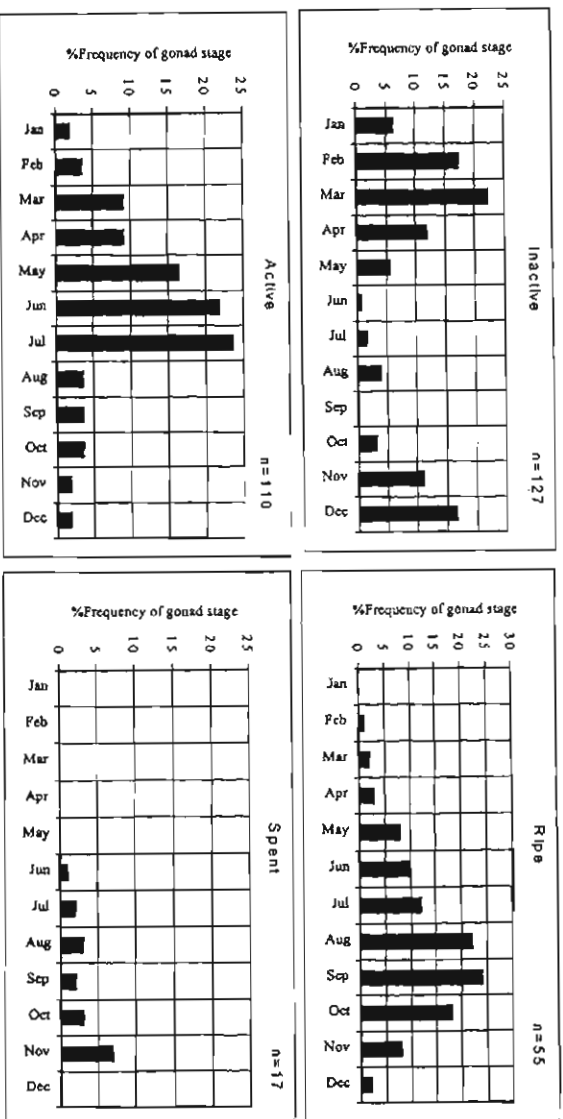 Inactive
n=127
%Frequency of gonad stage
0 5 10 15 20 25
Jan Feb Mar Apr May Jun Jul Aug Sep Oct Nov Dec
Ripe
n=55
%Frequency of gonad stage
0 5 10 15 20 25 30
Jan Feb Mar Apr May Jun Jul Aug Sep Oct Nov Dec
Active
n=110
%Frequency of gonad stage
0 5 10 15 20 25
Jan Feb Mar Apr May Jun Jul Aug Sep Oct Nov Dec
Spent
n=17
%Frequency of gonad stage
0 5 10 15 20 25
Jan Feb Mar Apr May Jun Jul Aug Sep Oct Nov Dec